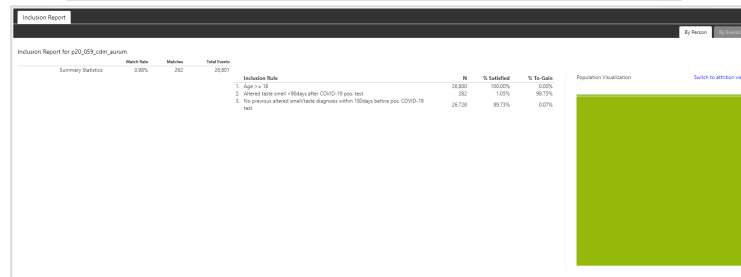 Inclusion Report
By Person
By Events
Inclusion Report for p20_059_cdm_aurum
Match Rate Matches Total Events
Summary Statistics: 0.98% 262 26,801
Inclusion Rule N % Satisfied % To-Gain
1. Age >= 18 26,800 100.00% 0.00%
2. Altered taste smell >90days after COVID-19 pos. test 282 1.05% 98.75%
3. No previous altered smell/taste diagnosis within 180days before pos. COVID-19 test 26,728 99.73% 0.07%
Population Visualization
Switch to attrition vi